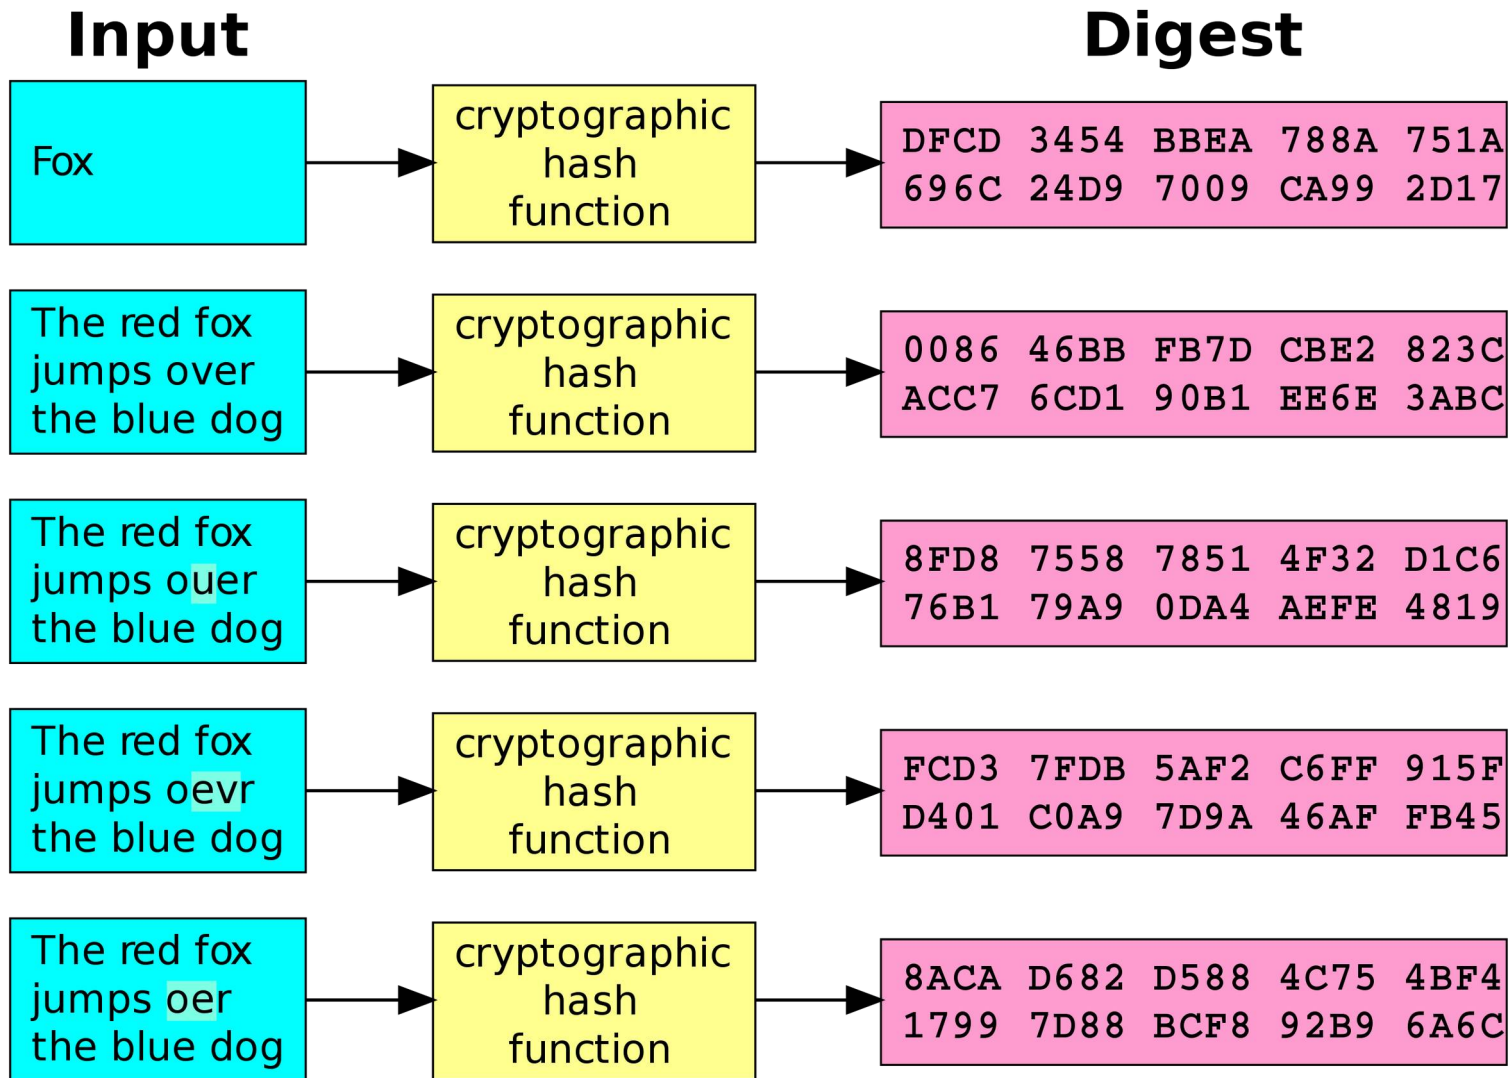 Input
Digest
Fox
cryptographic
hash
function
DFCD 3454 BBEA 788A 751A
696C 24D9 7009 CA99 2D17
The red fox
jumps over
the blue dog
cryptographic
hash
function
0086 46BB FB7D CBE2 823C
ACC7 6CD1 90B1 EE6E 3ABC
The red fox
jumps ouer
the blue dog
cryptographic
hash
function
8FD8 7558 7851 4F32 D1C6
76B1 79A9 0DA4 AEFE 4819
The red fox
jumps oevr
the blue dog
cryptographic
hash
function
FCD3 7FDB 5AF2 C6FF 915F
D401 C0A9 7D9A 46AF FB45
The red fox
jumps oer
the blue dog
cryptographic
hash
function
8ACA D682 D588 4C75 4BF4
1799 7D88 BCF8 92B9 6A6C